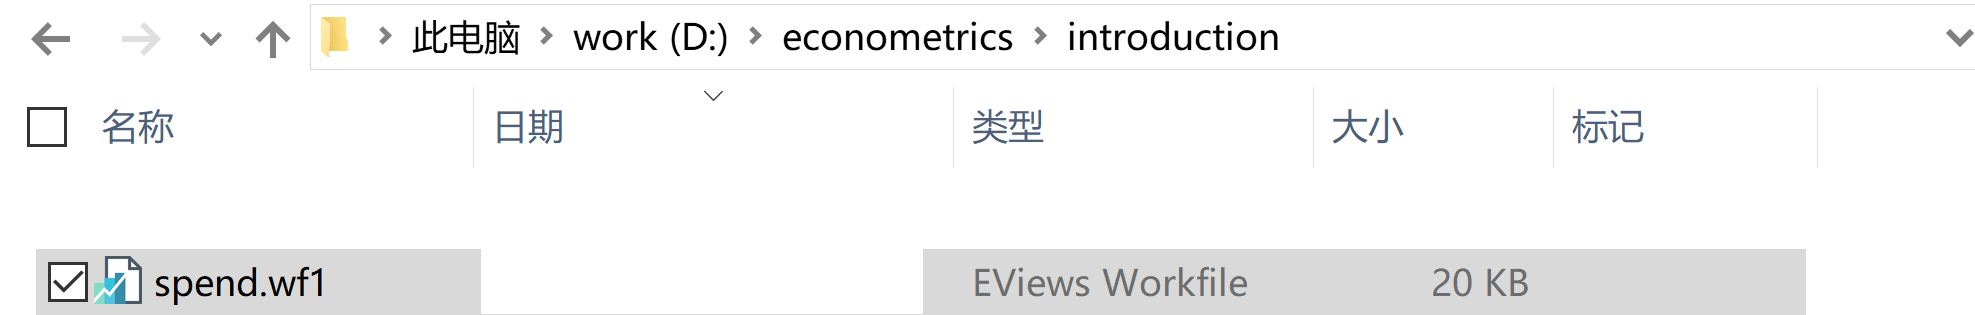 此电脑 work (D:) econometrics introduction
名称 日期 类型 大小 标记
spend.wf1 EViews Workfile 20 KB